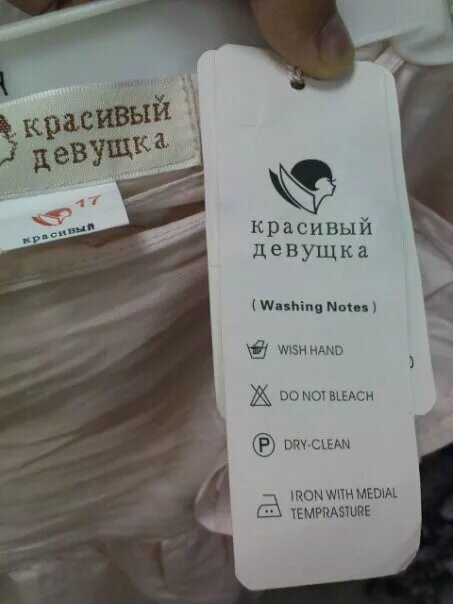 красивый
девущка
17
красивый
красивый
девущка
( Washing Notes )
WISH HAND
DO NOT BLEACH
P DRY-CLEAN
IRON WITH MEDIAL
TEMPRASTURE